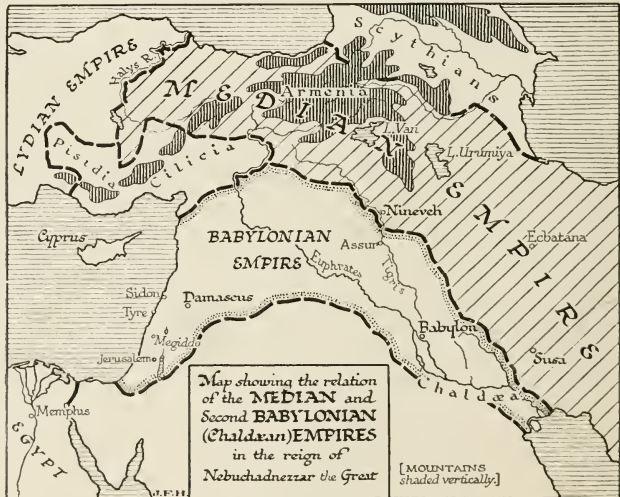 LYDIAN EMPIRE
Halys R.
Scythians
MEDIAN EMPIRE
Armenia
L.Van
L.Urumiya
Pisidia
Cilicia
Nineveh
Cyprus
BABYLONIAN
EMPIRE
Assur
Ecbatana
Euphrates
Tigris
Sidon
Tyre
Damascus
Megiddo
Babylon
Susa
Jerusalem
Chaldæa
Memphis
EGYPT
Map showing the relation
of the MEDIAN and
Second BABYLONIAN
(Chaldæan) EMPIRES
in the reign of
Nebuchadnezzar the Great
[MOUNTAINS
shaded vertically.]
J.F.H.